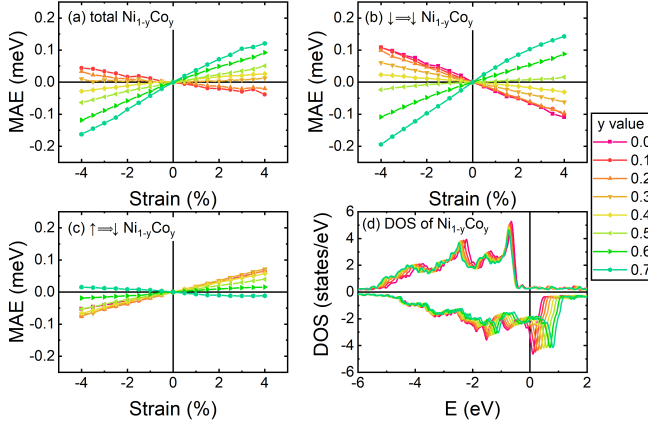 (a) total Ni1-yCoy
MAE (meV)
0.2
0.1
0.0
-0.1
-0.2
-4 -2 0 2 4
Strain (%)
(b) ↓⟹↓ Ni1-yCoy
MAE (meV)
0.2
0.1
0.0
-0.1
-0.2
-4 -2 0 2 4
Strain (%)
y value
0.0
0.1
0.2
0.3
0.4
0.5
0.6
0.7
(c) ↑⟹↓ Ni1-yCoy
MAE (meV)
0.2
0.1
0.0
-0.1
-0.2
-4 -2 0 2 4
Strain (%)
(d) DOS of Ni1-yCoy
DOS (states/eV)
6
4
2
0
-2
-4
-6 -4 -2 0 2
E (eV)